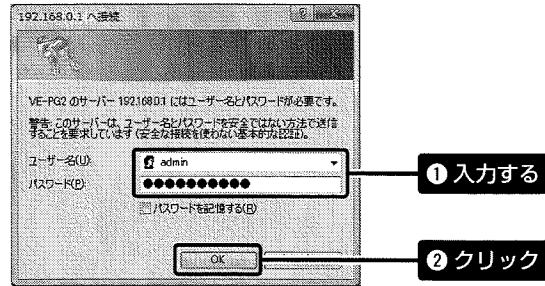 192.168.0.1 へ接続
VE-PG2 のサーバー 192.168.0.1 にはユーザー名とパスワードが必要です。
警告: このサーバーは、ユーザー名とパスワードを安全ではない方法で送信
することを要求しています (安全な接続を使わない基本的な認証)。
ユーザー名(U):
admin
パスワード(P):
●●●●●●●●●●
パスワードを記憶する(R)
OK
❶ 入力する
❷ クリック